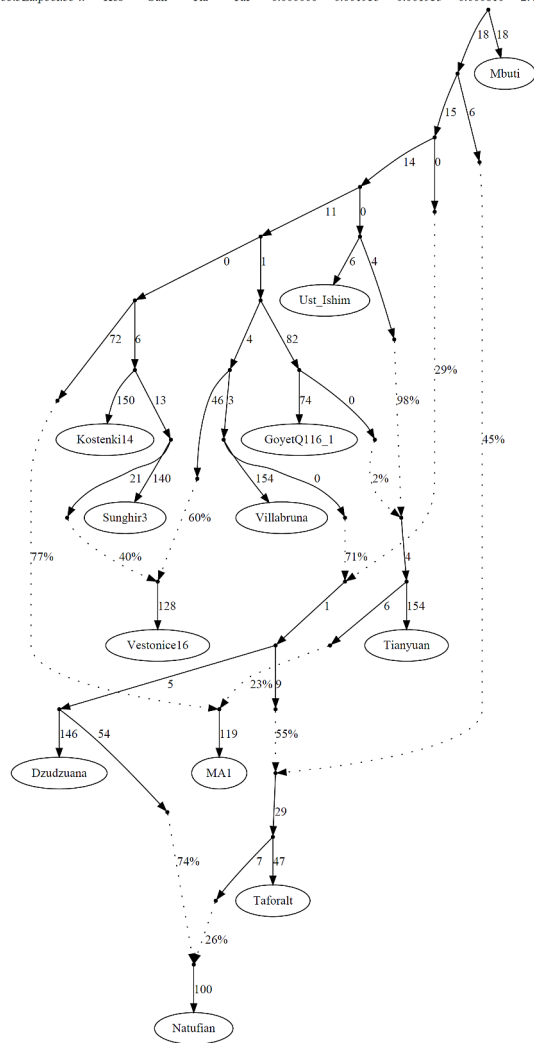 18 18
Mbuti
15 6
14 0
11 0
0 1 6 4
Ust_Ishim
72 6 4 82
29%
150 13 46 3 74 0 98%
Kostenki14 GoyetQ116_1
45%
21 140 154 0 2%
Sunghir3 60% Villabruna
77% 40% 71% 4
128 1 6 154
Vestonice16 Tianyuan
5 23% 9
146 54 119 55%
Dzudzuana MA1
29
74% 7 47
Taforalt
26%
100
Natufian